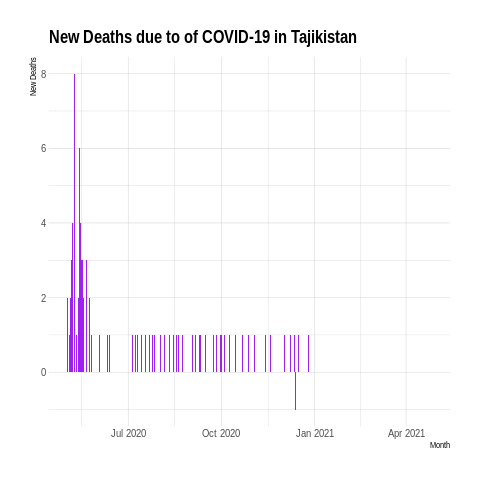 New Deaths due to of COVID-19 in Tajikistan
New Deaths
8
6
4
2
0
Jul 2020 Oct 2020 Jan 2021 Apr 2021
Month